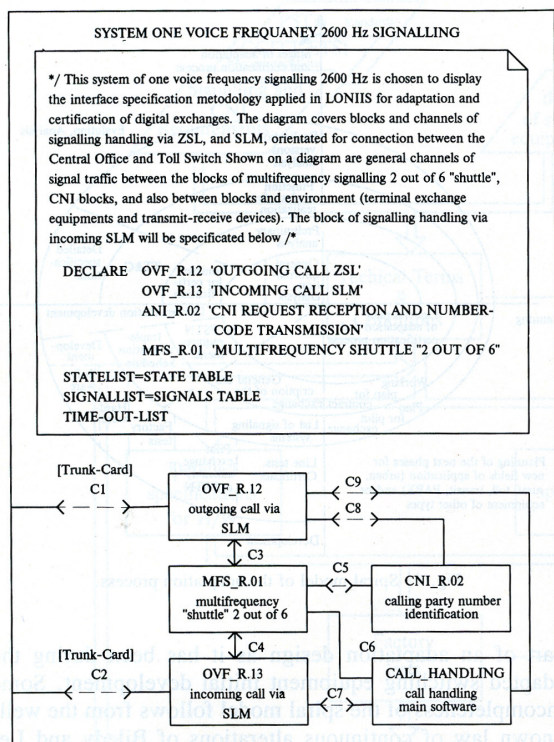 SYSTEM ONE VOICE FREQUANEY 2600 Hz SIGNALLING
*/ This system of one voice frequency signalling 2600 Hz is chosen to display
the interface specification metodology applied in LONIIS for adaptation and
certification of digital exchanges. The diagram covers blocks and channels of
signalling handling via ZSL, and SLM, orientated for connection between the
Central Office and Toll Switch Shown on a diagram are general channels of
signal traffic between the blocks of multifrequency signalling 2 out of 6 "shuttle",
CNI blocks, and also between blocks and environment (terminal exchange
equipments and transmit-receive devices). The block of signalling handling via
incoming SLM will be specificated below /*
DECLARE OVF_R.12 'OUTGOING CALL ZSL'
OVF_R.13 'INCOMING CALL SLM'
ANI_R.02 'CNI REQUEST RECEPTION AND NUMBER-
CODE TRANSMISSION'
MFS_R.01 'MULTIFREQUENCY SHUTTLE "2 OUT OF 6"
STATELIST=STATE TABLE
SIGNALLIST=SIGNALS TABLE
TIME-OUT-LIST
[Trunk-Card]
C1
OVF_R.12
outgoing call via
SLM
C9
C8
C3
MFS_R.01
multifrequency
"shuttle" 2 out of 6
C5
CNI_R.02
calling party number
identification
C4
C6
[Trunk-Card]
C2
OVF_R.13
incoming call via
SLM
C7
CALL_HANDLING
call handling
main software